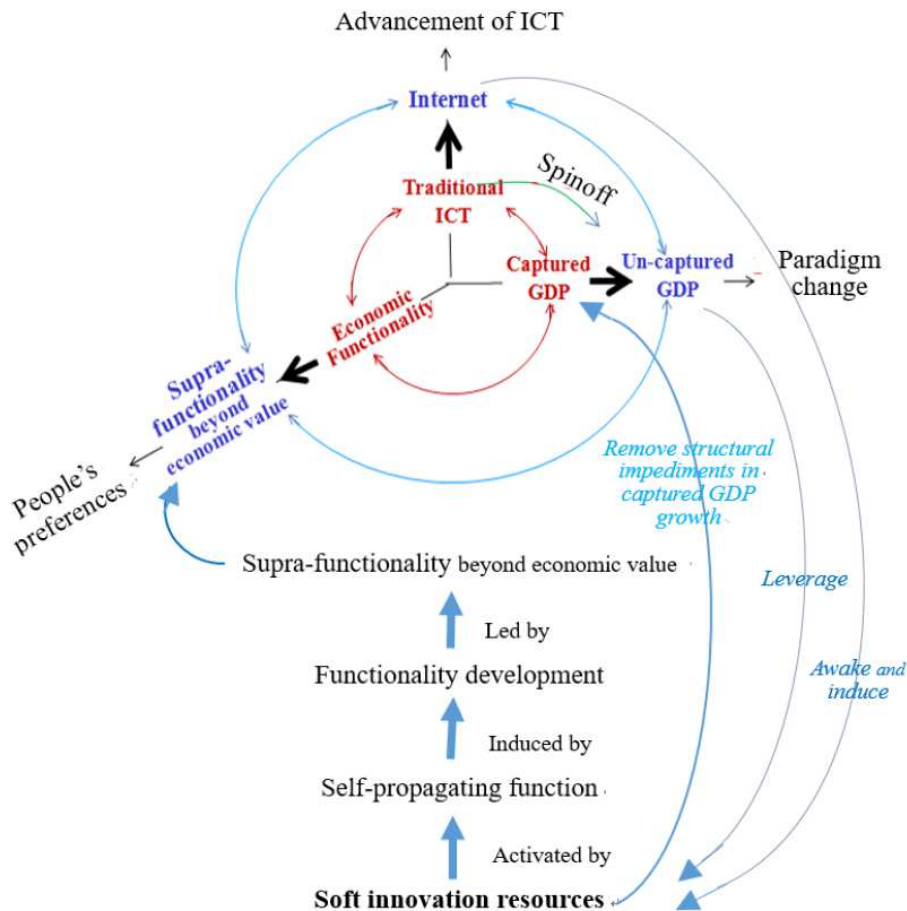 Advancement of ICT
Internet
Spinoff
Traditional
ICT
Captured
GDP
Un-captured
GDP
Paradigm
change
Economic
Functionality
Supra-
functionality
beyond
economic value
People's
preferences
Remove structural
impediments in
captured GDP
growth
Supra-functionality beyond economic value
Leverage
Led by
Functionality development
Awake and
induce
Induced by
Self-propagating function
Activated by
Soft innovation resources